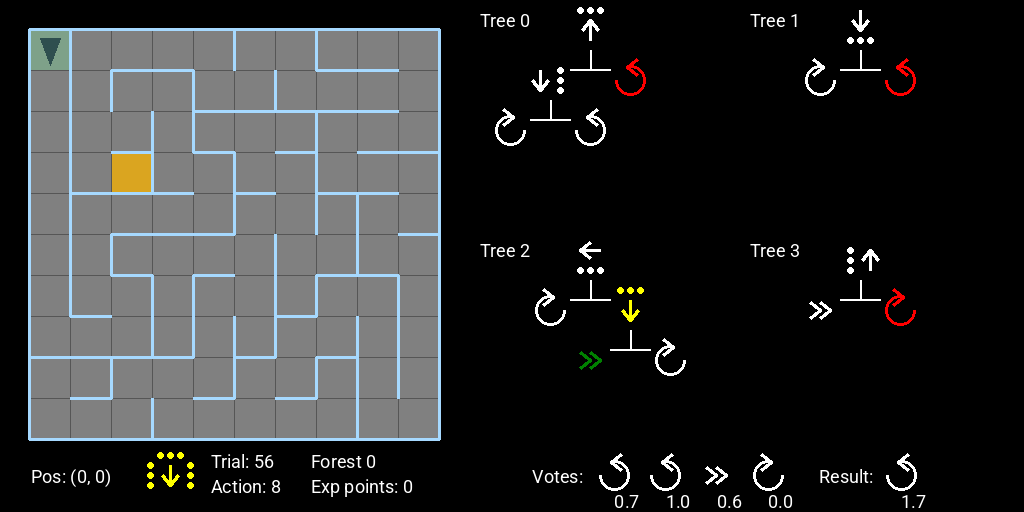 Tree 0
Tree 1
Tree 2
Tree 3
Pos: (0, 0)
Trial: 56
Forest 0
Action: 8
Exp points: 0
Votes:
0.7
1.0
0.6
0.0
Result:
1.7